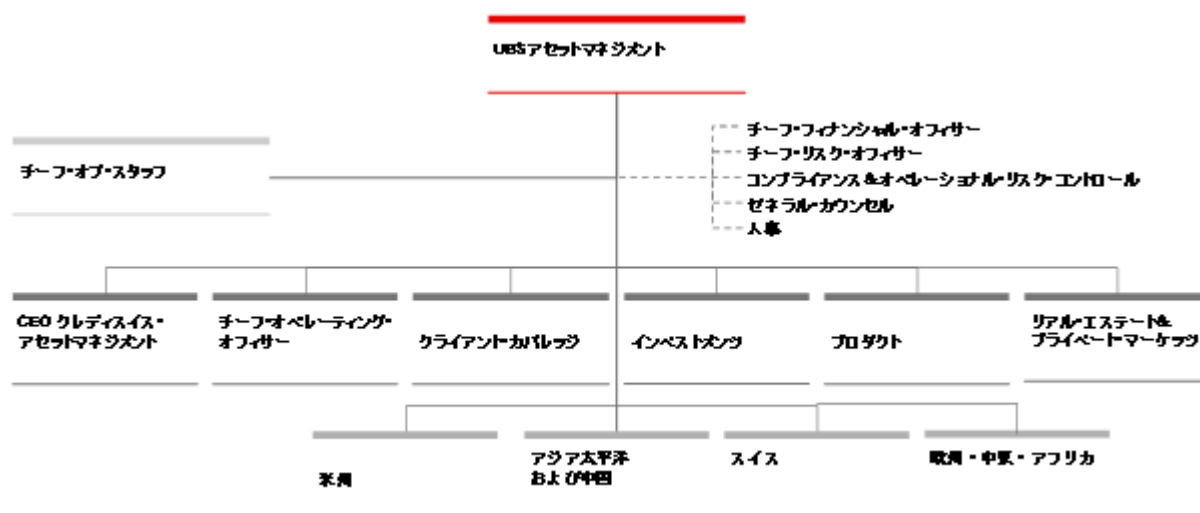 UBSアセットマネジメント
チーフ・オブ・スタッフ
チーフ・フィナンシャル・オフィサー
チーフ・リスク・オフィサー
コンプライアンス&オペレーショナル・リスク・コントロール
ゼネラル・カウンセル
人事
CEO クレディスイス・
アセットマネジメント
チーフ・オペレーティング・
オフィサー
クライアント・カバレッジ
インベストメンツ
プロダクト
リアル・エステート&
プライベート・マーケッツ
米州
アジア太平洋
および中国
スイス
欧州・中東・アフリカ